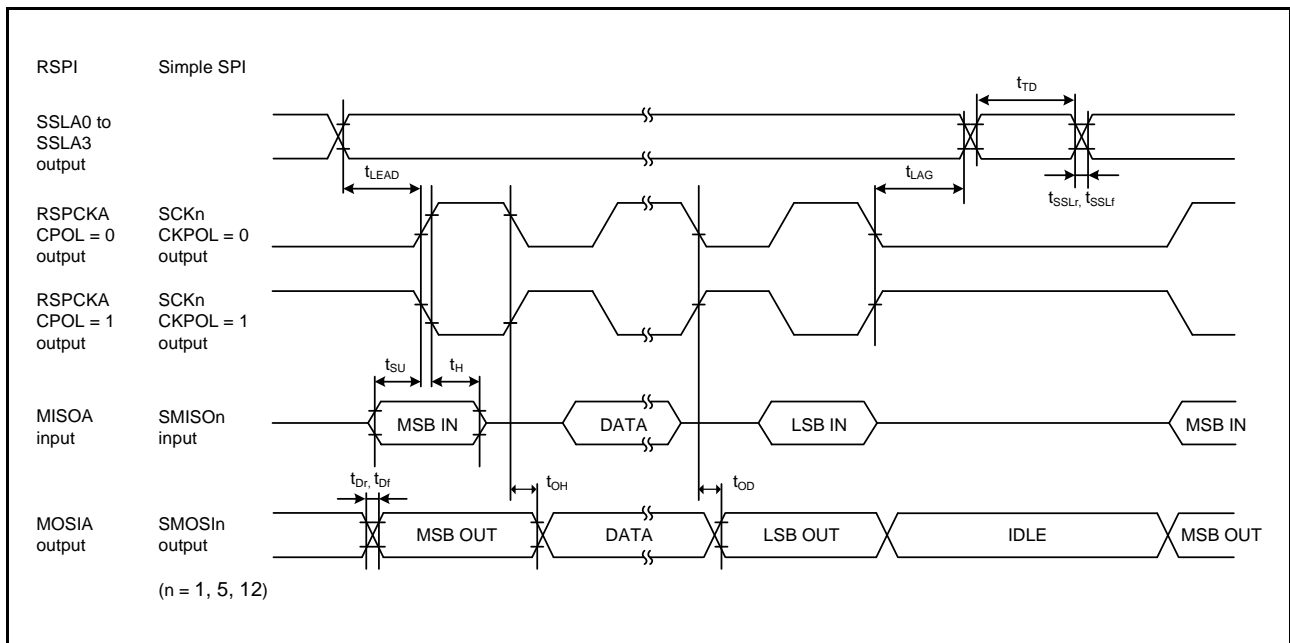 RSPI Simple SPI
tTD
SSLA0 to
SSLA3
output
tLEAD
tLAG
tSSLr, tSSLf
RSPCKA SCKn
CPOL = 0 CKPOL = 0
output output
RSPCKA SCKn
CPOL = 1 CKPOL = 1
output output
tSU tH
MISOA SMISOn
input input
MSB IN DATA LSB IN MSB IN
tDr, tDf tOH tOD
MOSIA SMOSIn
output output
MSB OUT DATA LSB OUT IDLE MSB OUT
(n = 1, 5, 12)